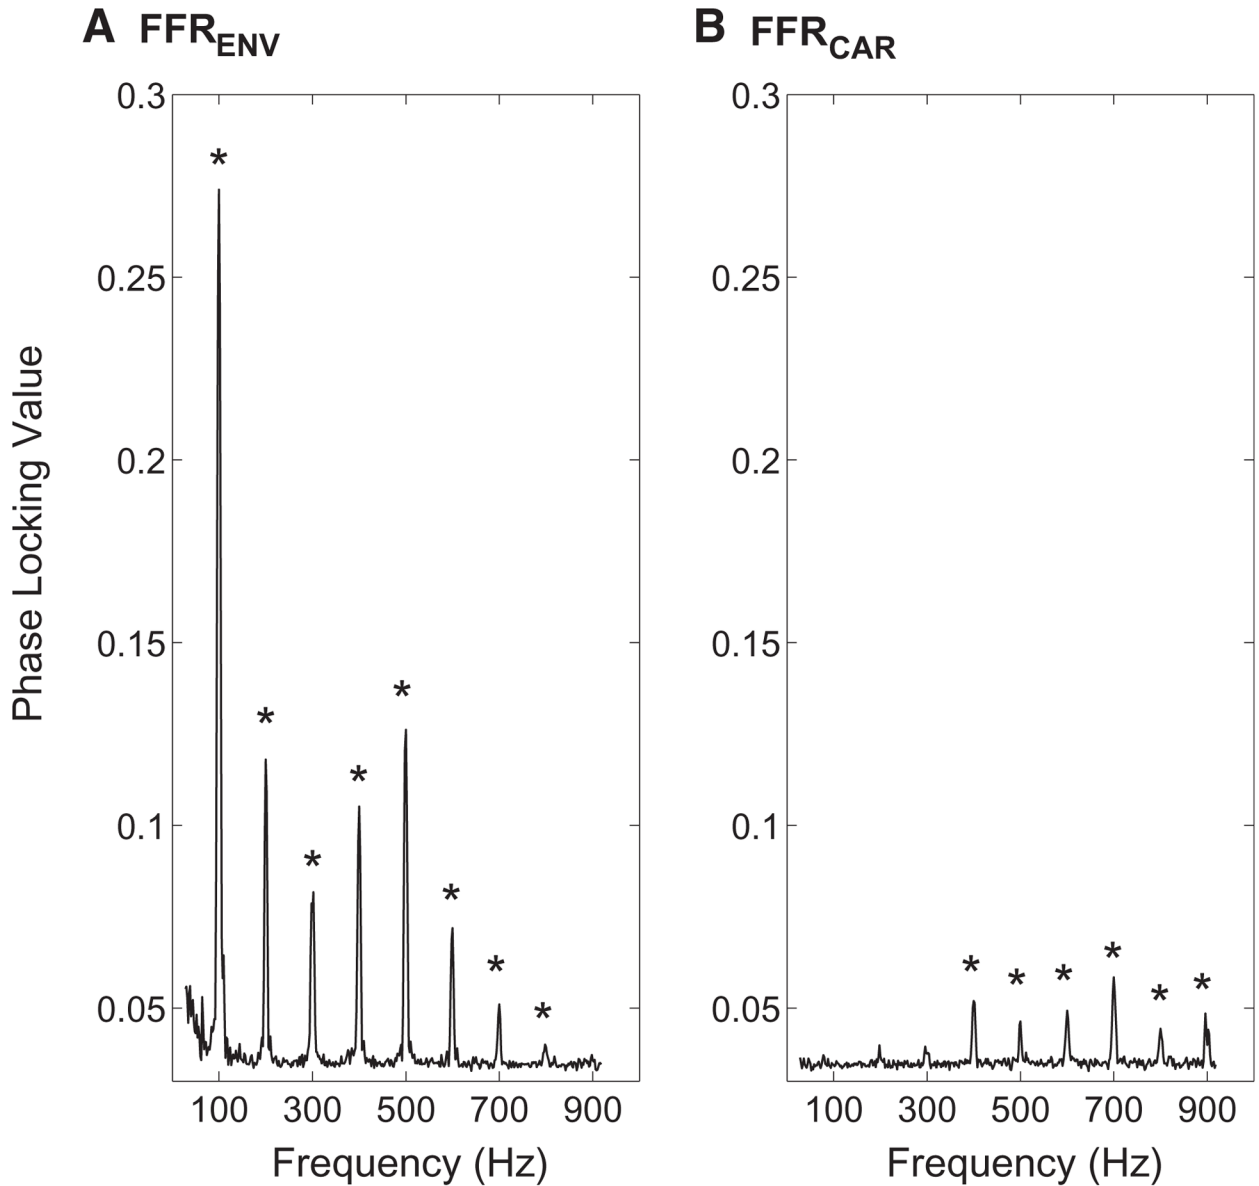 A FFRENV
B FFRCAR
0.3
*
0.25
0.2
0.15
*
*
*
0.1
*
*
*
*
0.05
100 300 500 700 900
Frequency (Hz)
Phase Locking Value
0.3
0.25
0.2
0.15
0.1
* * * * * *
0.05
100 300 500 700 900
Frequency (Hz)